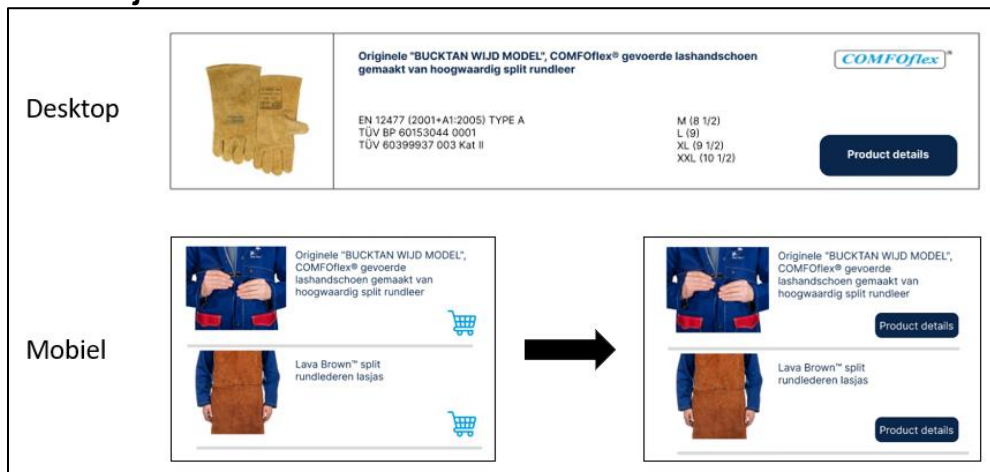 Originele "BUCKTAN WIJD MODEL", COMFOflex® gevoerde lashandschoen
gemaakt van hoogwaardig split rundleer
COMFOflex®
Desktop
EN 12477 (2001+A1:2005) TYPE A
TÜV BP 60153044 0001
TÜV 60399937 003 Kat II
M (8 1/2)
L (9)
XL (9 1/2)
XXL (10 1/2)
Product details
Mobiel
Originele "BUCKTAN WIJD MODEL",
COMFOflex® gevoerde
lashandschoen gemaakt van
hoogwaardig split rundleer
Lava Brown™ split
rundlederen lasjas
Originele "BUCKTAN WIJD MODEL",
COMFOflex® gevoerde
lashandschoen gemaakt van
hoogwaardig split rundleer
Product details
Lava Brown™ split
rundlederen lasjas
Product details